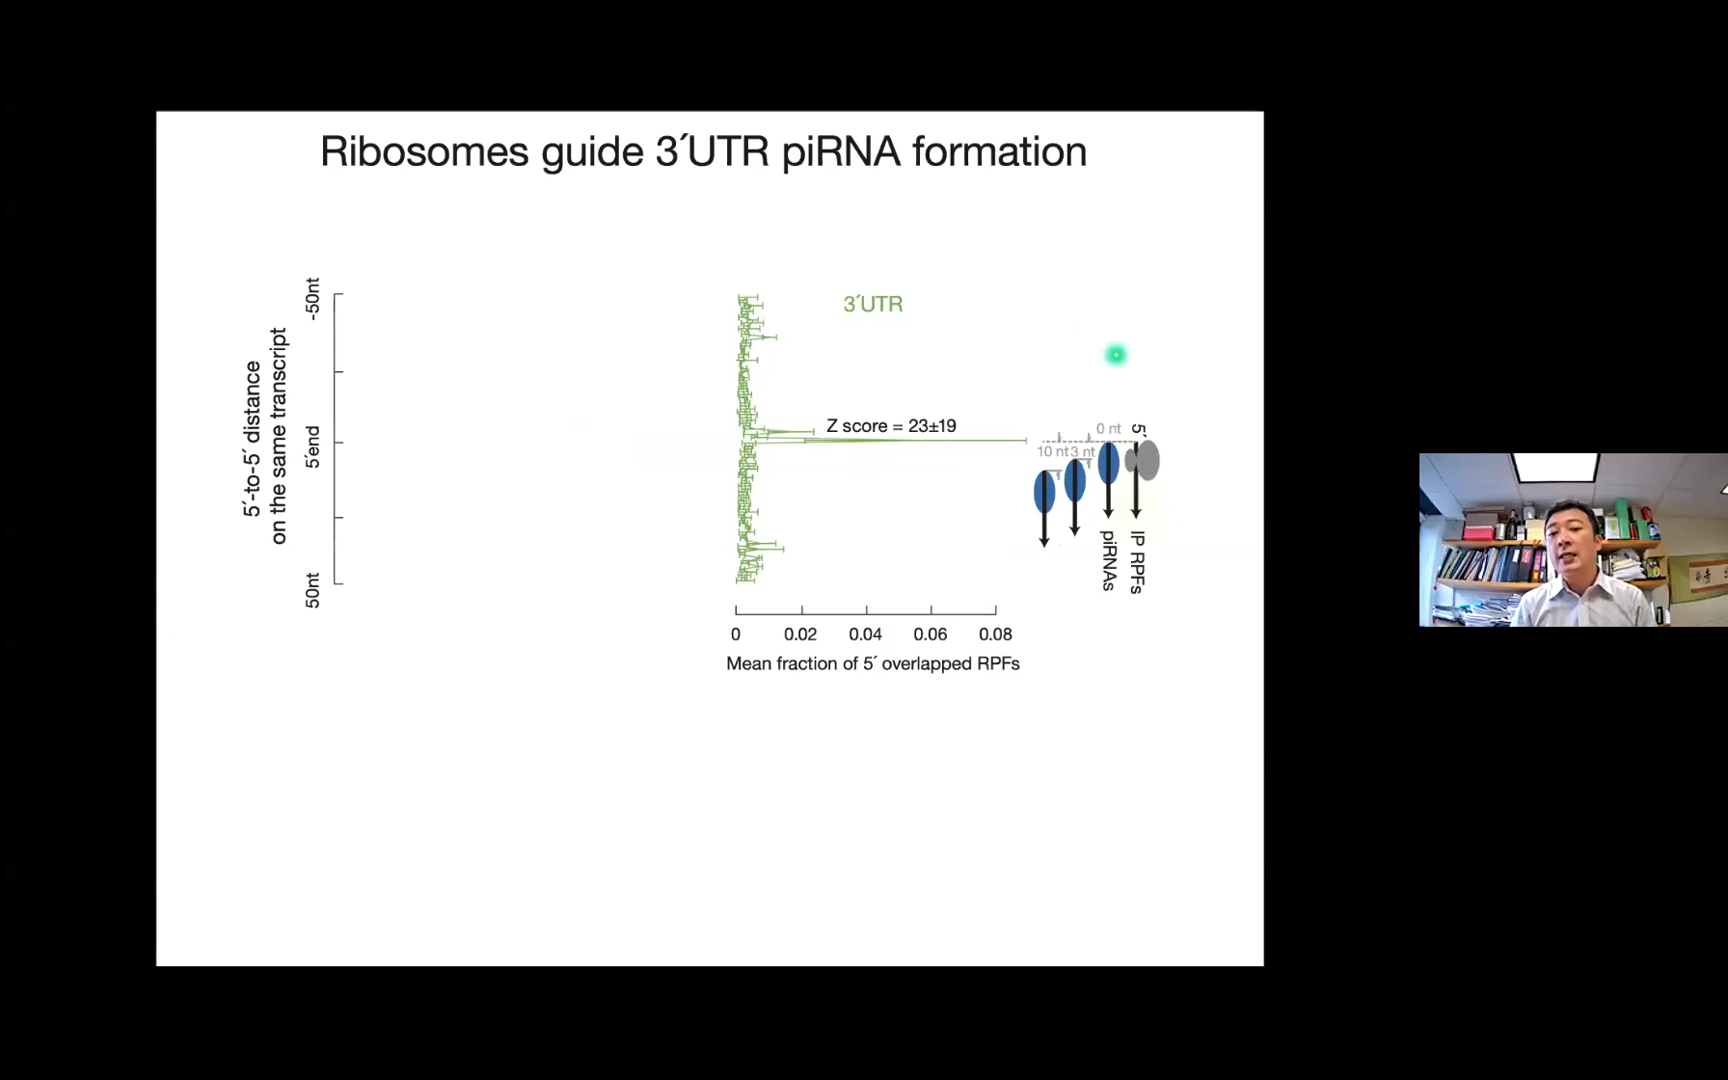 Ribosomes guide 3´UTR piRNA formation
5´-to-5´ distance
on the same transcript
-50nt
5´end
50nt
3´UTR
Z score = 23±19
0 nt
5´
10 nt
3 nt
piRNAs
IP RPFs
0
0.02
0.04
0.06
0.08
Mean fraction of 5´ overlapped RPFs